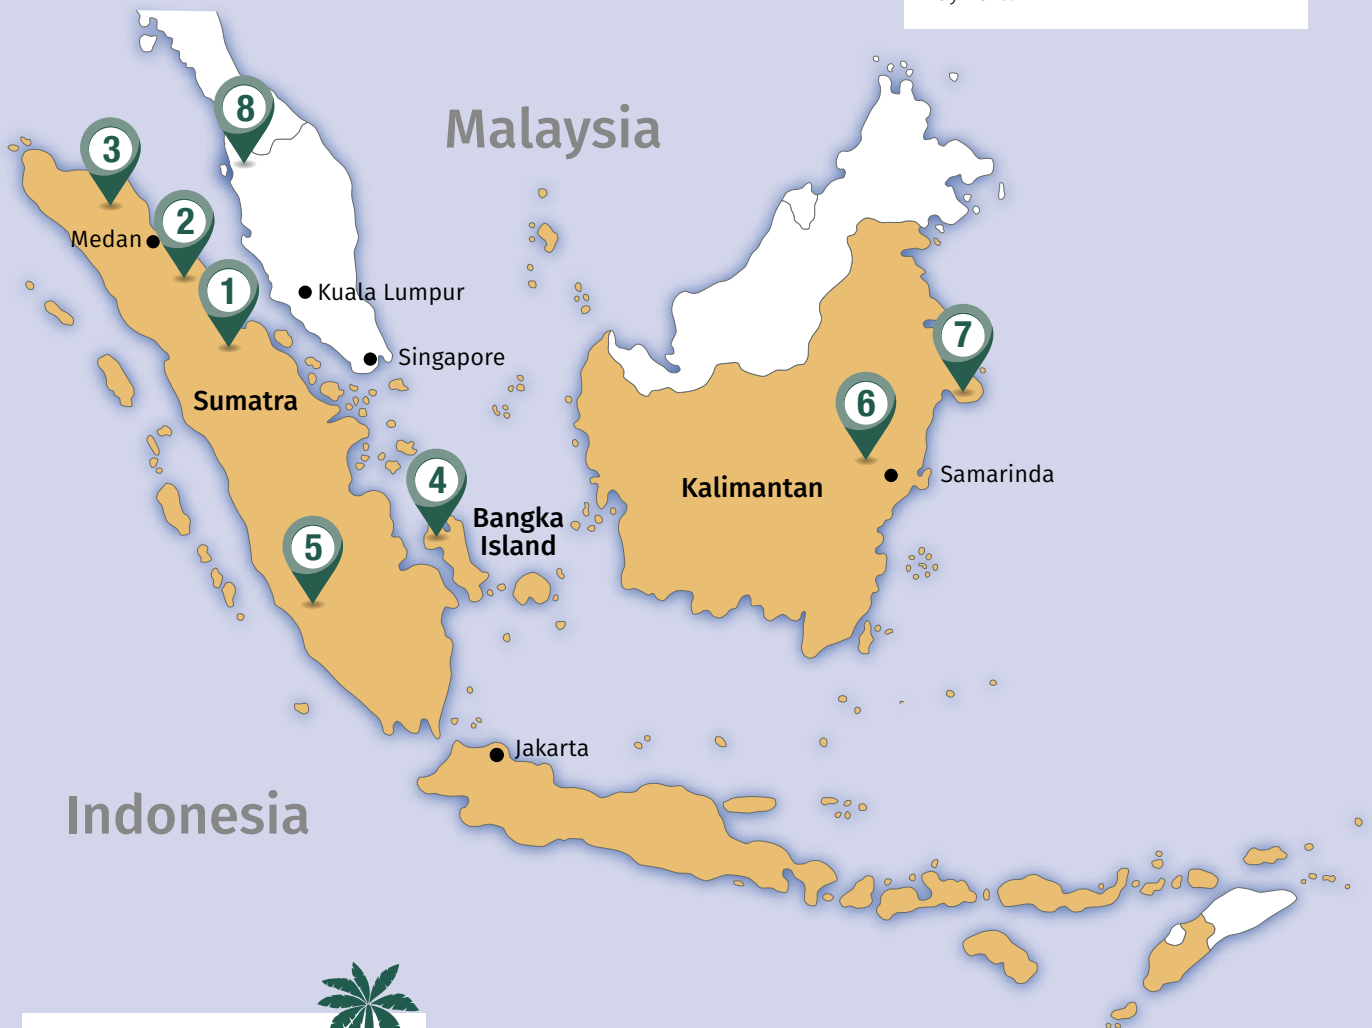 Malaysia
8
3
2
Medan
1
Kuala Lumpur
7
Singapore
Sumatra
6
4
Samarinda
Kalimantan
Bangka
Island
5
Jakarta
Indonesia